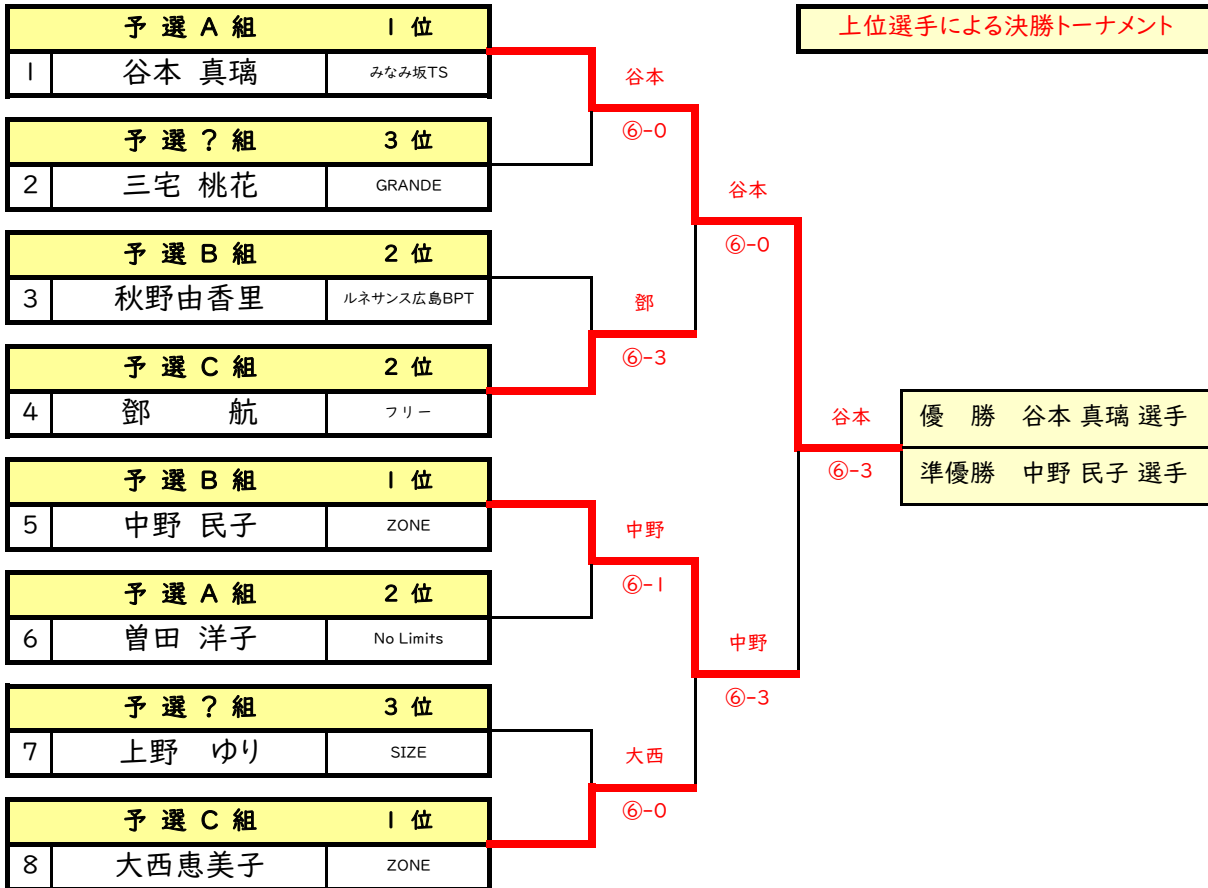 予選A組 1位
1 谷本 真璃 みなみ坂TS
予選?組 3位
2 三宅 桃花 GRANDE
予選B組 2位
3 秋野由香里 ルネサンス広島BPT
予選C組 2位
4 鄧 航 フリー
予選B組 1位
5 中野 民子 ZONE
予選A組 2位
6 曽田 洋子 No Limits
予選?組 3位
7 上野 ゆり SIZE
予選C組 1位
8 大西恵美子 ZONE
谷本
⑥-0
鄧
⑥-3
中野
⑥-1
大西
⑥-0
谷本
⑥-0
中野
⑥-3
谷本
⑥-3
上位選手による決勝トーナメント
優 勝 谷本 真璃 選手
準優勝 中野 民子 選手